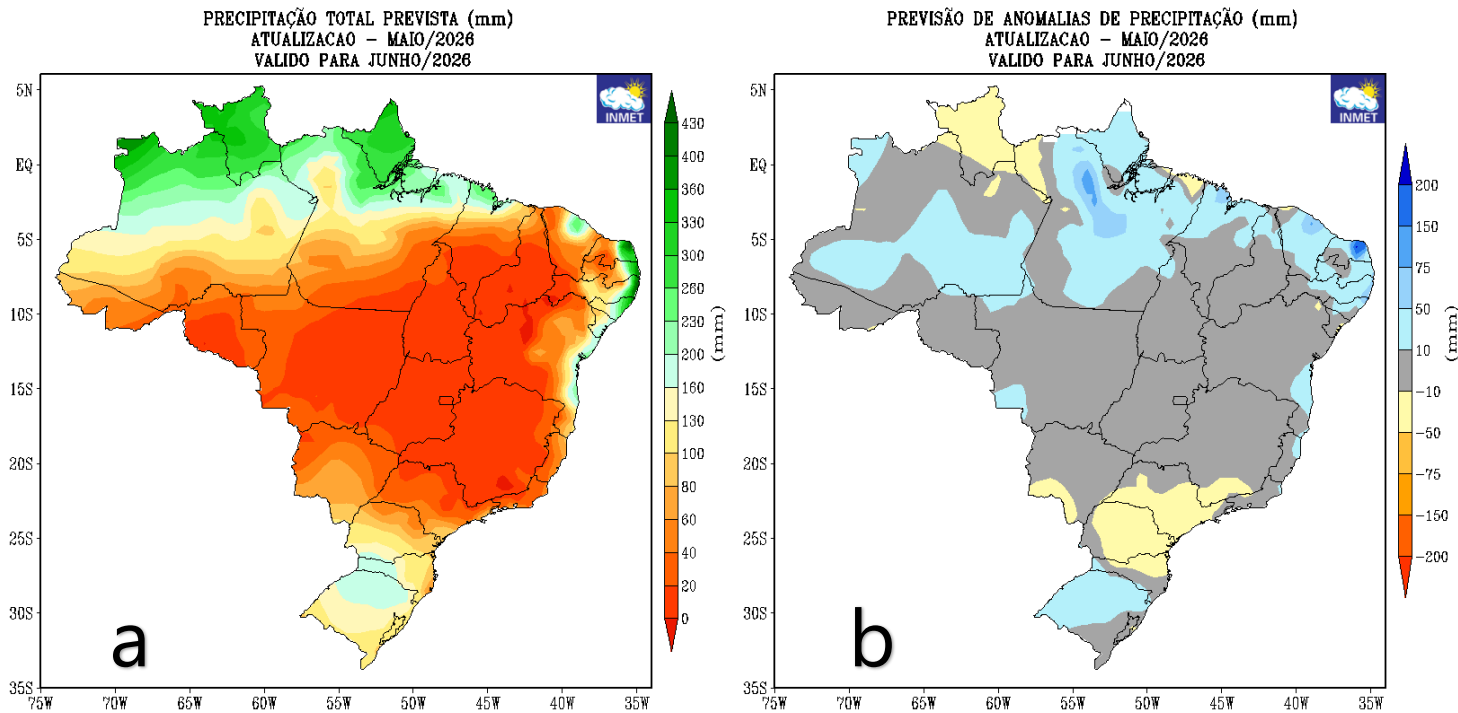 PRECIPITAÇÃO TOTAL PREVISTA (mm)
ATUALIZACAO - MAIO/2026
VALIDO PARA JUNHO/2026
INMET
5N
EQ
5S
10S
15S
20S
25S
30S
35S
75W
70W
65W
60W
55W
50W
45W
40W
35W
430
400
360
330
300
260
230
200
160
130
100
80
60
40
20
0
(mm)
a
PREVISÃO DE ANOMALIAS DE PRECIPITAÇÃO (mm)
ATUALIZACAO - MAIO/2026
VALIDO PARA JUNHO/2026
INMET
5N
EQ
5S
10S
15S
20S
25S
30S
35S
75W
70W
65W
60W
55W
50W
45W
40W
35W
200
150
75
50
10
-10
-50
-75
-150
-200
(mm)
b